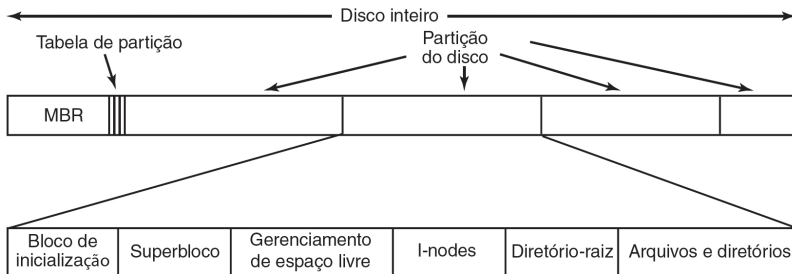 Disco inteiro
Tabela de partição
Partição
do disco
MBR
Bloco de
inicialização
Superbloco
Gerenciamento
de espaço livre
I-nodes
Diretório-raiz
Arquivos e diretórios